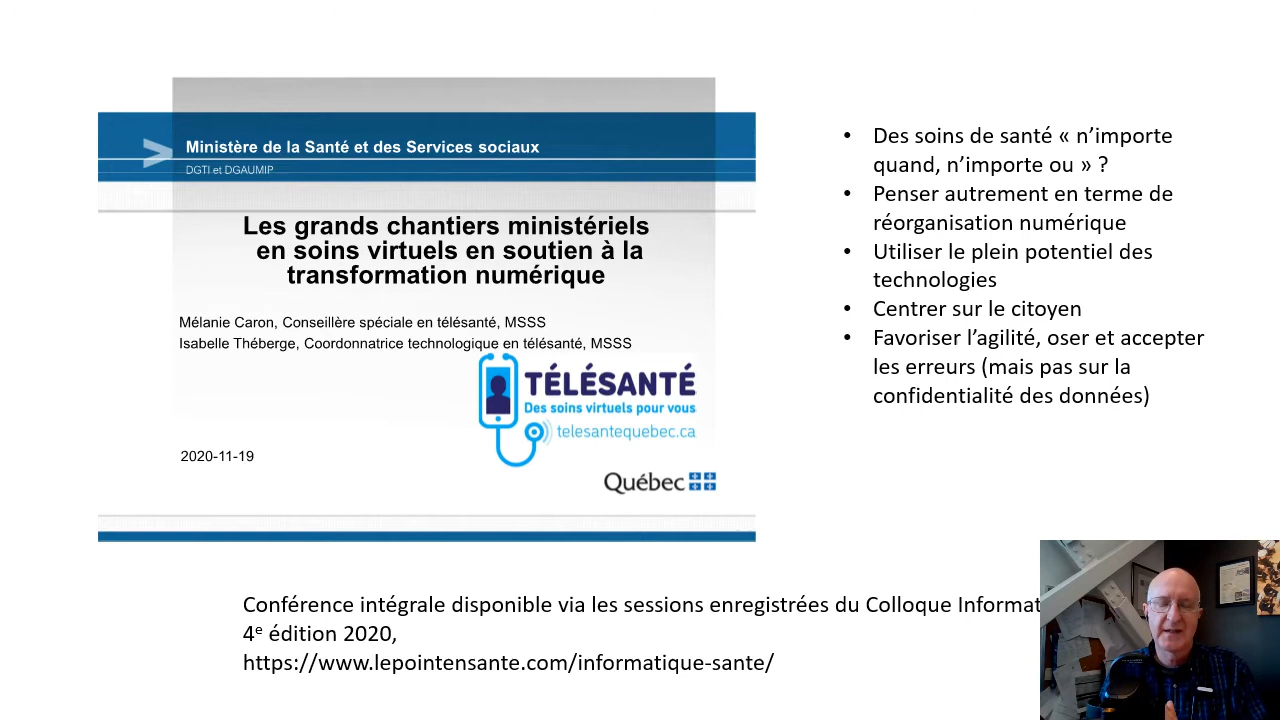 Ministère de la Santé et des Services sociaux
DGTI et DGAUMIP
Les grands chantiers ministériels
en soins virtuels en soutien à la
transformation numérique
Mélanie Caron, Conseillère spéciale en télésanté, MSSS
Isabelle Théberge, Coordonnatrice technologique en télésanté, MSSS
TÉLÉSANTÉ
Des soins virtuels pour vous
telesantequebec.ca
2020-11-19
Québec
• Des soins de santé « n’importe
quand, n’importe ou » ?
• Penser autrement en terme de
réorganisation numérique
• Utiliser le plein potentiel des
technologies
• Centrer sur le citoyen
• Favoriser l’agilité, oser et accepter
les erreurs (mais pas sur la
confidentialité des données)
Conférence intégrale disponible via les sessions enregistrées du Colloque Informat
4e édition 2020,
https://www.lepointensante.com/informatique-sante/